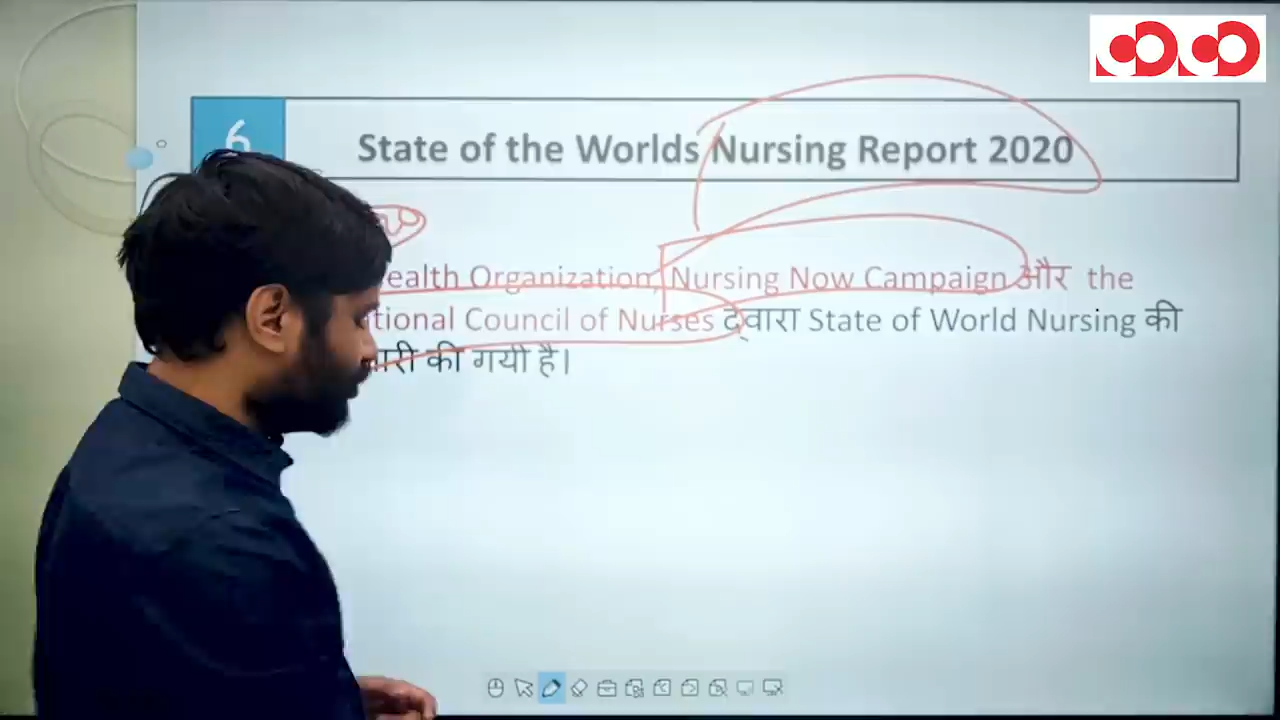 6
State of the Worlds Nursing Report 2020
ealth Organization, Nursing Now Campaign और the
tional Council of Nurses द्वारा State of World Nursing की
जारी की गयी है।